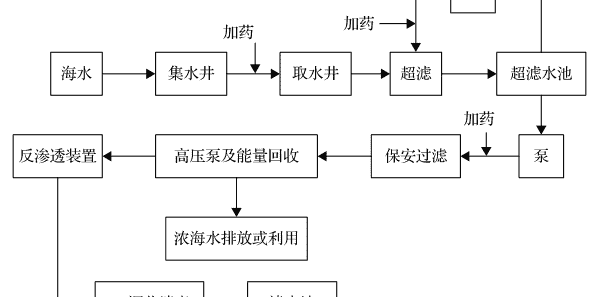 加药
加药
海水
集水井
取水井
超滤
超滤水池
加药
反渗透装置
高压泵及能量回收
保安过滤
泵
浓海水排放或利用